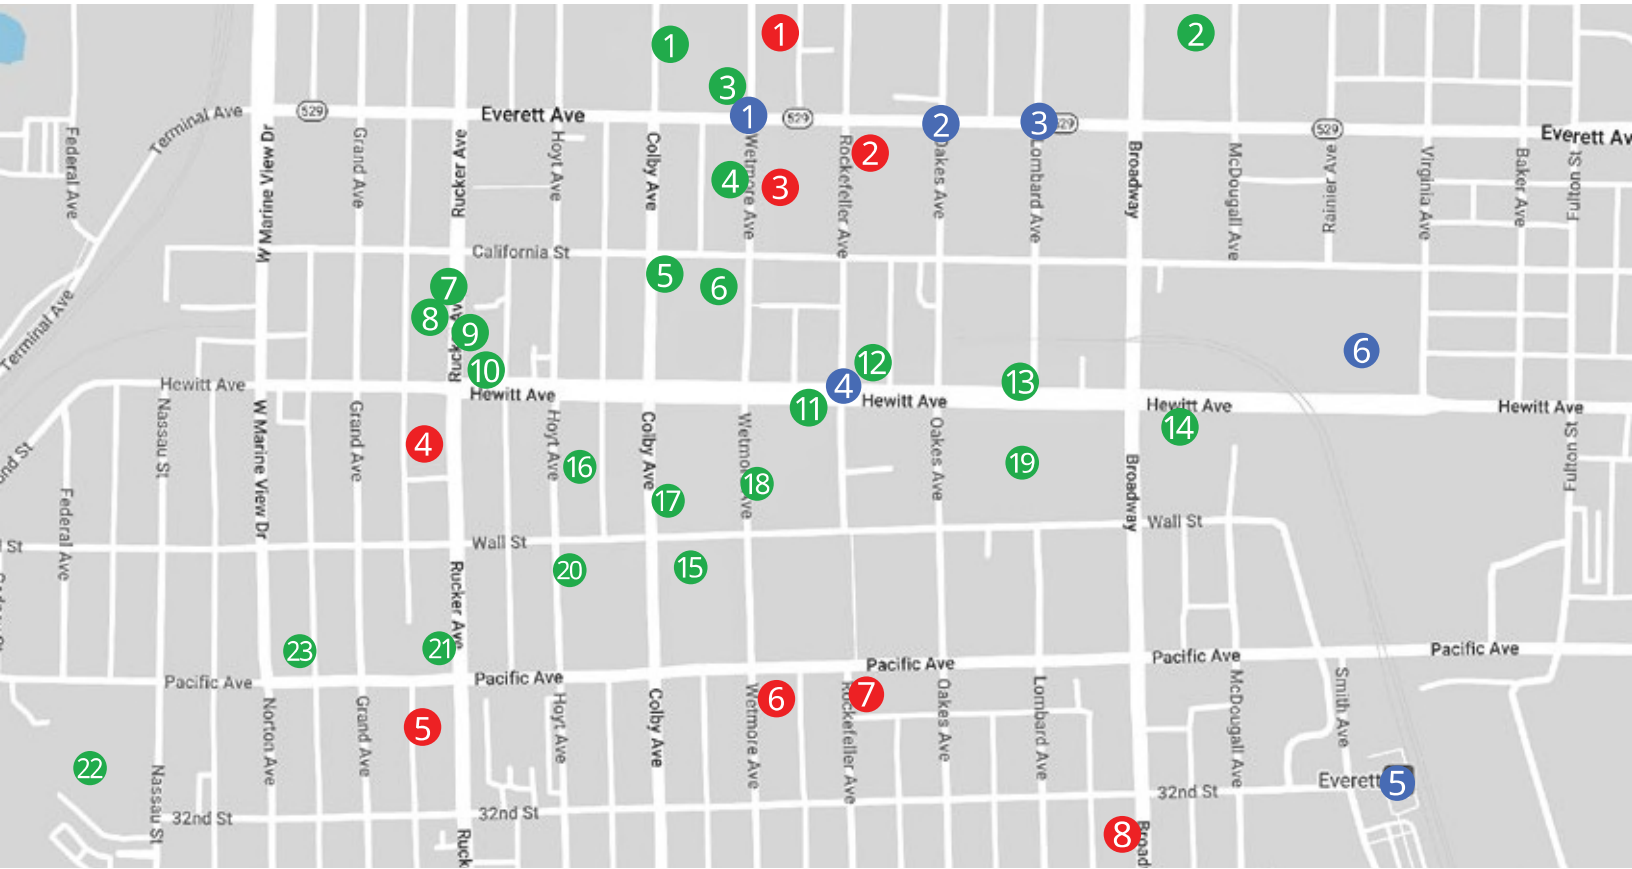 1
1
2
3
Terminal Ave
529
Everett Ave
1
529
2
3
29
529
Everett Av
Federal Ave
W Marine View Dr
Grand Ave
Rucker Ave
Hoyt Ave
Colby Ave
Wetmore Ave
Rockefeller Ave
2
Oakes Ave
Lombard Ave
Broadway
McDougall Ave
Rainier Ave
Virginia Ave
Baker Ave
Fulton St
4
3
California St
5
6
7
8
9
10
Terminal Ave
12
6
Hewitt Ave
Hewitt Ave
4
11
Hewitt Ave
13
Hewitt Ave
Hewitt Ave
14
Nassau St
W Marine View Dr
Grand Ave
4
Hoyt Ave
16
Colby Ave
17
Wetmore Ave
18
Oakes Ave
19
Broadway
Fulton St
Federal Ave
St
Wall St
Wall St
20
15
Rucker Ave
23
21
Pacific Ave
Pacific Ave
Pacific Ave
Pacific Ave
Pacific Ave
22
Nassau St
Norton Ave
Grand Ave
5
Hoyt Ave
Colby Ave
Wetmore Ave
6
Rockefeller Ave
7
Oakes Ave
Lombard Ave
McDougall Ave
Smith Ave
Everett
5
32nd St
32nd St
32nd St
Ruck
8
Broad